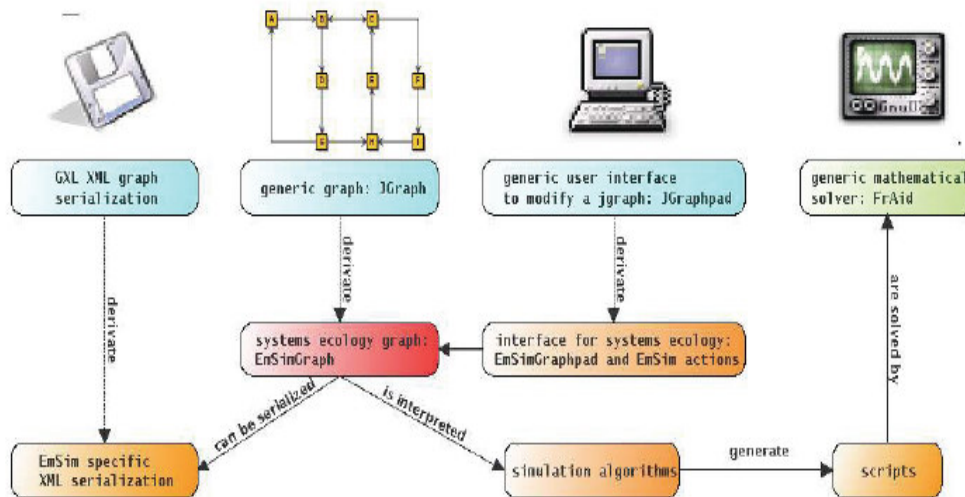 A
B
C
D
E
F
G
H
I
GXL XML graph
serialization
generic graph: JGraph
generic user interface
to modify a jgraph: JGraphpad
generic mathematical
solver: FrAid
derivate
derivate
derivate
are solved by
systems ecology graph:
EmSimGraph
interface for systems ecology:
EmSimGraphpad and EmSim actions
can be serialized
is interpreted
EmSim specific
XML serialization
simulation algorithms
generate
scripts